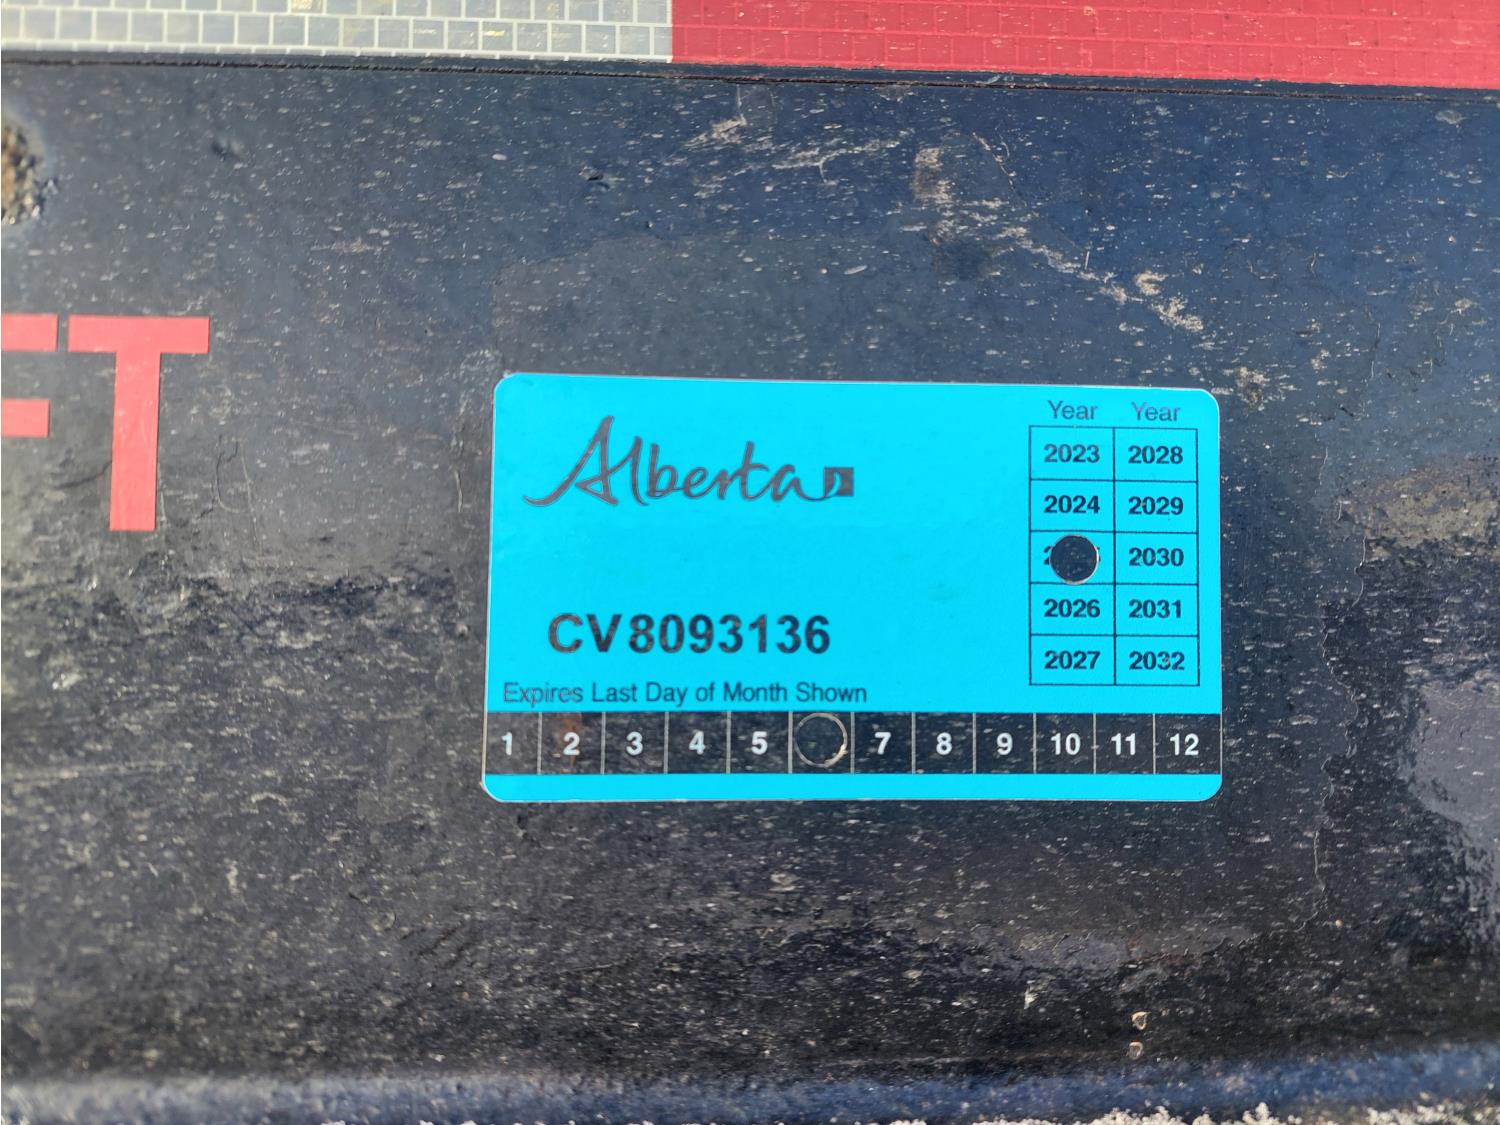 FT
Alberta
Year Year
2023 2028
2024 2029
2030
2026 2031
2027 2032
CV8093136
Expires Last Day of Month Shown
1 2 3 4 5 7 8 9 10 11 12